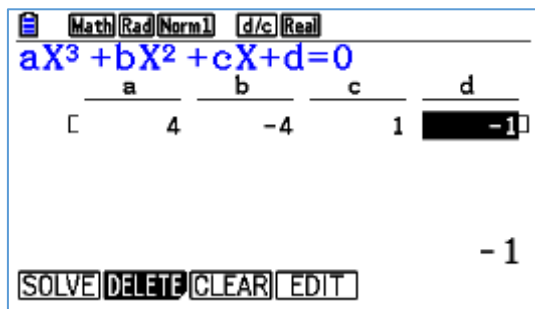 Math Rad Norm1 d/c Real
aX³+bX²+cX+d=0
a b c d
[ 4 -4 1 -1 ]
-1
SOLVE DELETE CLEAR EDIT